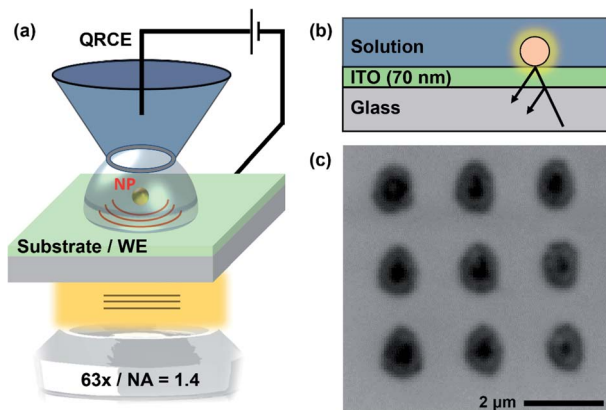 (a)
QRCE
NP
Substrate / WE
63x / NA = 1.4
(b)
Solution
ITO (70 nm)
Glass
(c)
2 µm